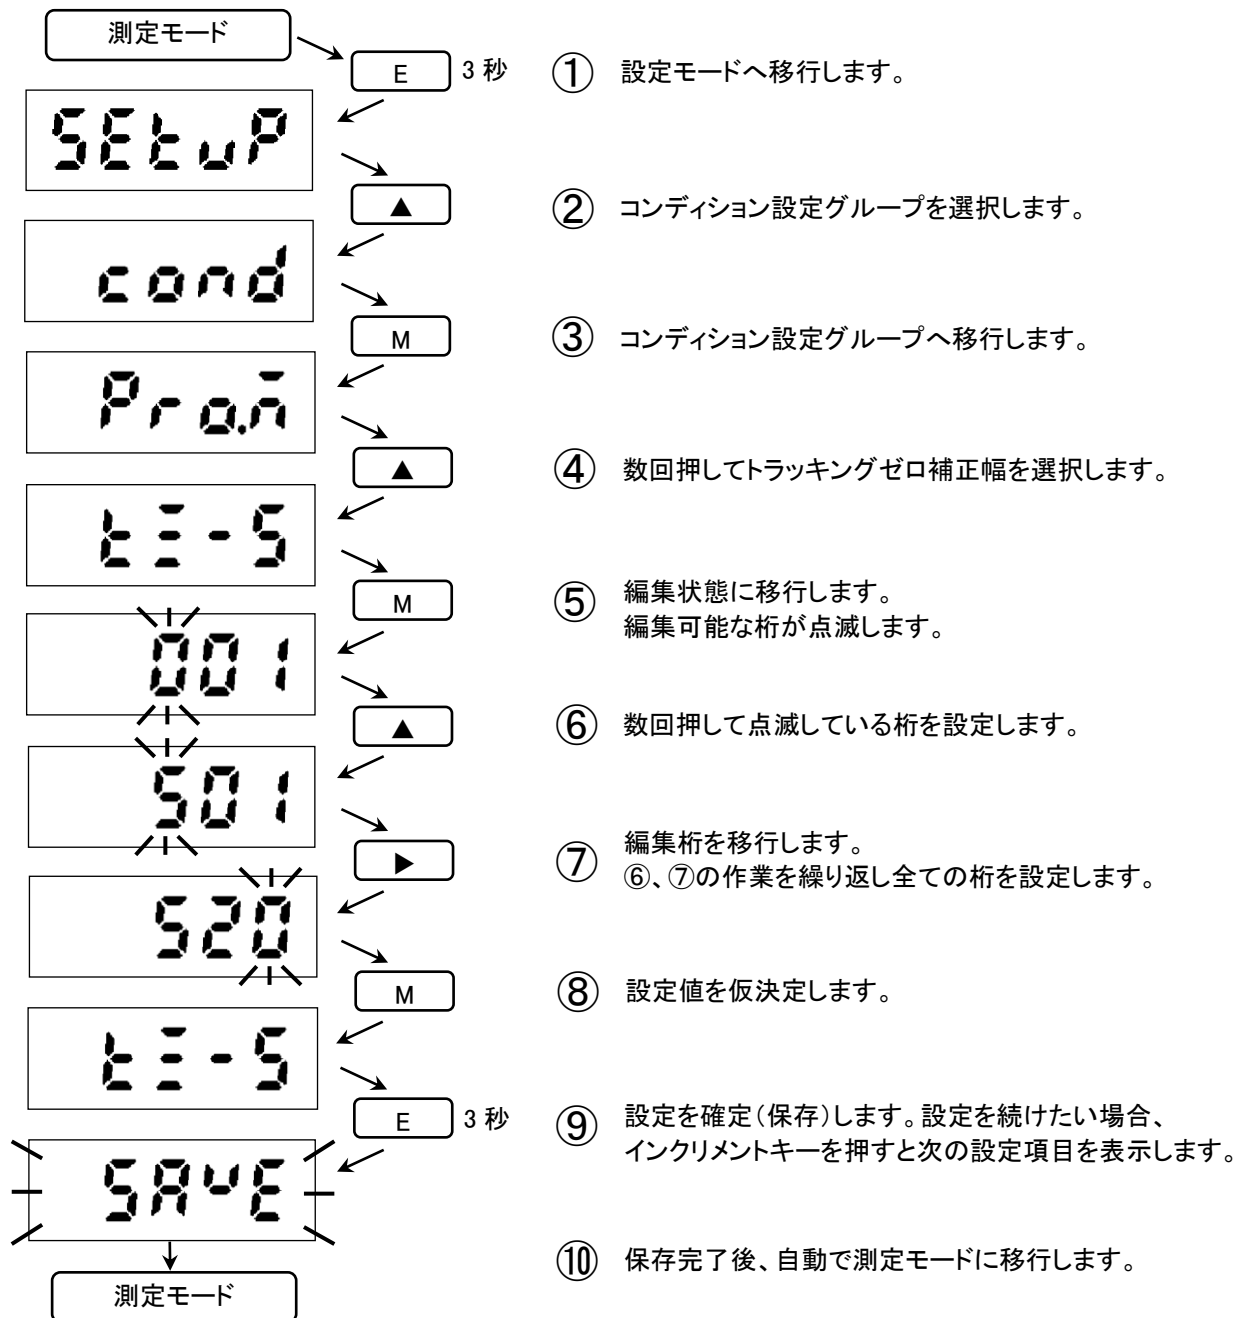 測定モード
E 3 秒 ① 設定モードへ移行します。
SEtuP
▲ ② コンディション設定グループを選択します。
cond
M ③ コンディション設定グループへ移行します。
Pro.
▲ ④ 数回押してトラッキングゼロ補正幅を選択します。
M ⑤ 編集状態に移行します。
編集可能な桁が点滅します。
001
▲ ⑥ 数回押して点滅している桁を設定します。
501
▶ ⑦ 編集桁を移行します。
⑥、⑦の作業を繰り返し全ての桁を設定します。
520
M ⑧ 設定値を仮決定します。
E 3 秒 ⑨ 設定を確定(保存)します。設定を続けたい場合、
インクリメントキーを押すと次の設定項目を表示します。
SAvE
⑩ 保存完了後、自動で測定モードに移行します。
測定モード